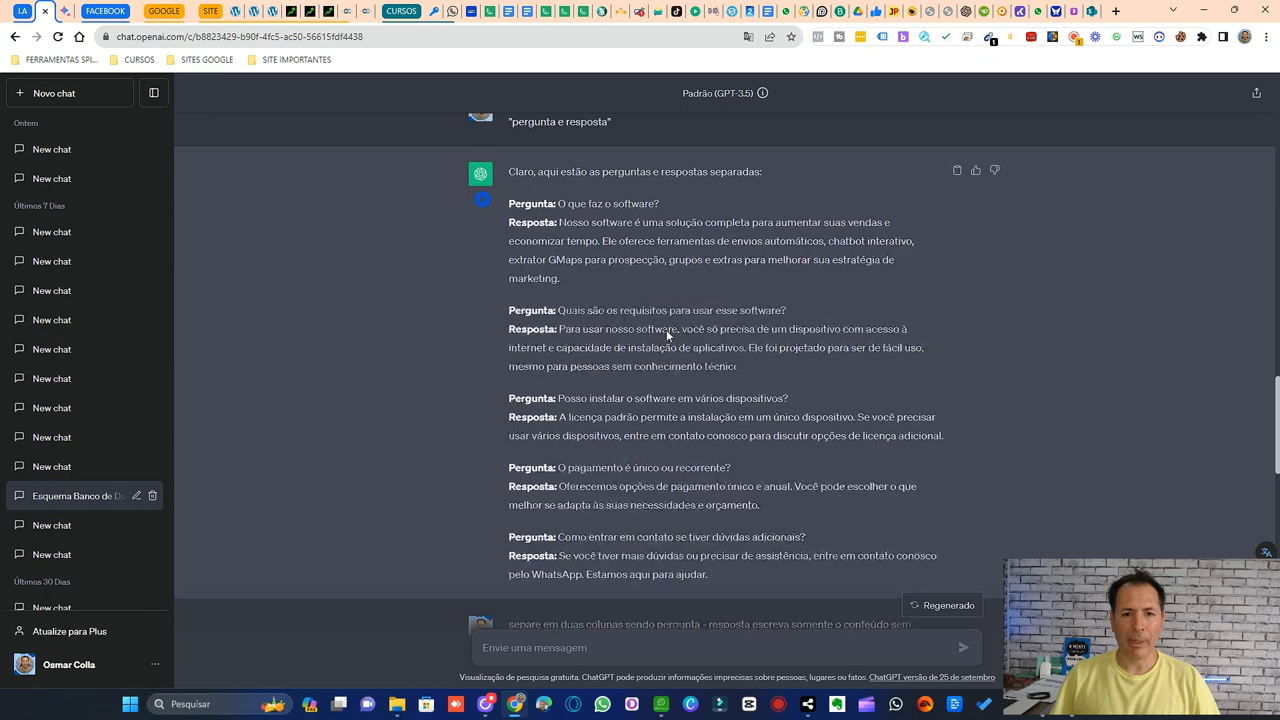 LA
FACEBOOK
GOOGLE
SITE
CURSOS
chat.openai.com/c/b8823429-b90f-4fc5-ac50-56615fdf4438
FERRAMENTAS SPI...
CURSOS
SITES GOOGLE
SITE IMPORTANTES
Novo chat
Padrão (GPT-3.5)
Ontem
New chat
New chat
Últimos 7 Dias
New chat
New chat
New chat
New chat
New chat
New chat
New chat
New chat
New chat
Esquema Banco de Da
New chat
New chat
Últimos 30 Dias
New chat
Atualize para Plus
Osmar Colla
"pergunta e resposta"
Claro, aqui estão as perguntas e respostas separadas:
Pergunta: O que faz o software?
Resposta: Nosso software é uma solução completa para aumentar suas vendas e
economizar tempo. Ele oferece ferramentas de envios automáticos, chatbot interativo,
extrator GMaps para prospecção, grupos e extras para melhorar sua estratégia de
marketing.
Pergunta: Quais são os requisitos para usar esse software?
Resposta: Para usar nosso software, você só precisa de um dispositivo com acesso à
internet e capacidade de instalação de aplicativos. Ele foi projetado para ser de fácil uso,
mesmo para pessoas sem conhecimento técnico
Pergunta: Posso instalar o software em vários dispositivos?
Resposta: A licença padrão permite a instalação em um único dispositivo. Se você precisar
usar vários dispositivos, entre em contato conosco para discutir opções de licença adicional.
Pergunta: O pagamento é único ou recorrente?
Resposta: Oferecemos opções de pagamento único e anual. Você pode escolher o que
melhor se adapta às suas necessidades e orçamento.
Pergunta: Como entrar em contato se tiver dúvidas adicionais?
Resposta: Se você tiver mais dúvidas ou precisar de assistência, entre em contato conosco
pelo WhatsApp. Estamos aqui para ajudar.
Regenerado
separe em duas colunas sendo pergunta - resposta escreva somente o conteúdo sem
Envie uma mensagem
Visualização de pesquisa gratuita. ChatGPT pode produzir informações imprecisas sobre pessoas, lugares ou fatos. ChatGPT versão de 25 de setembro
Pesquisar